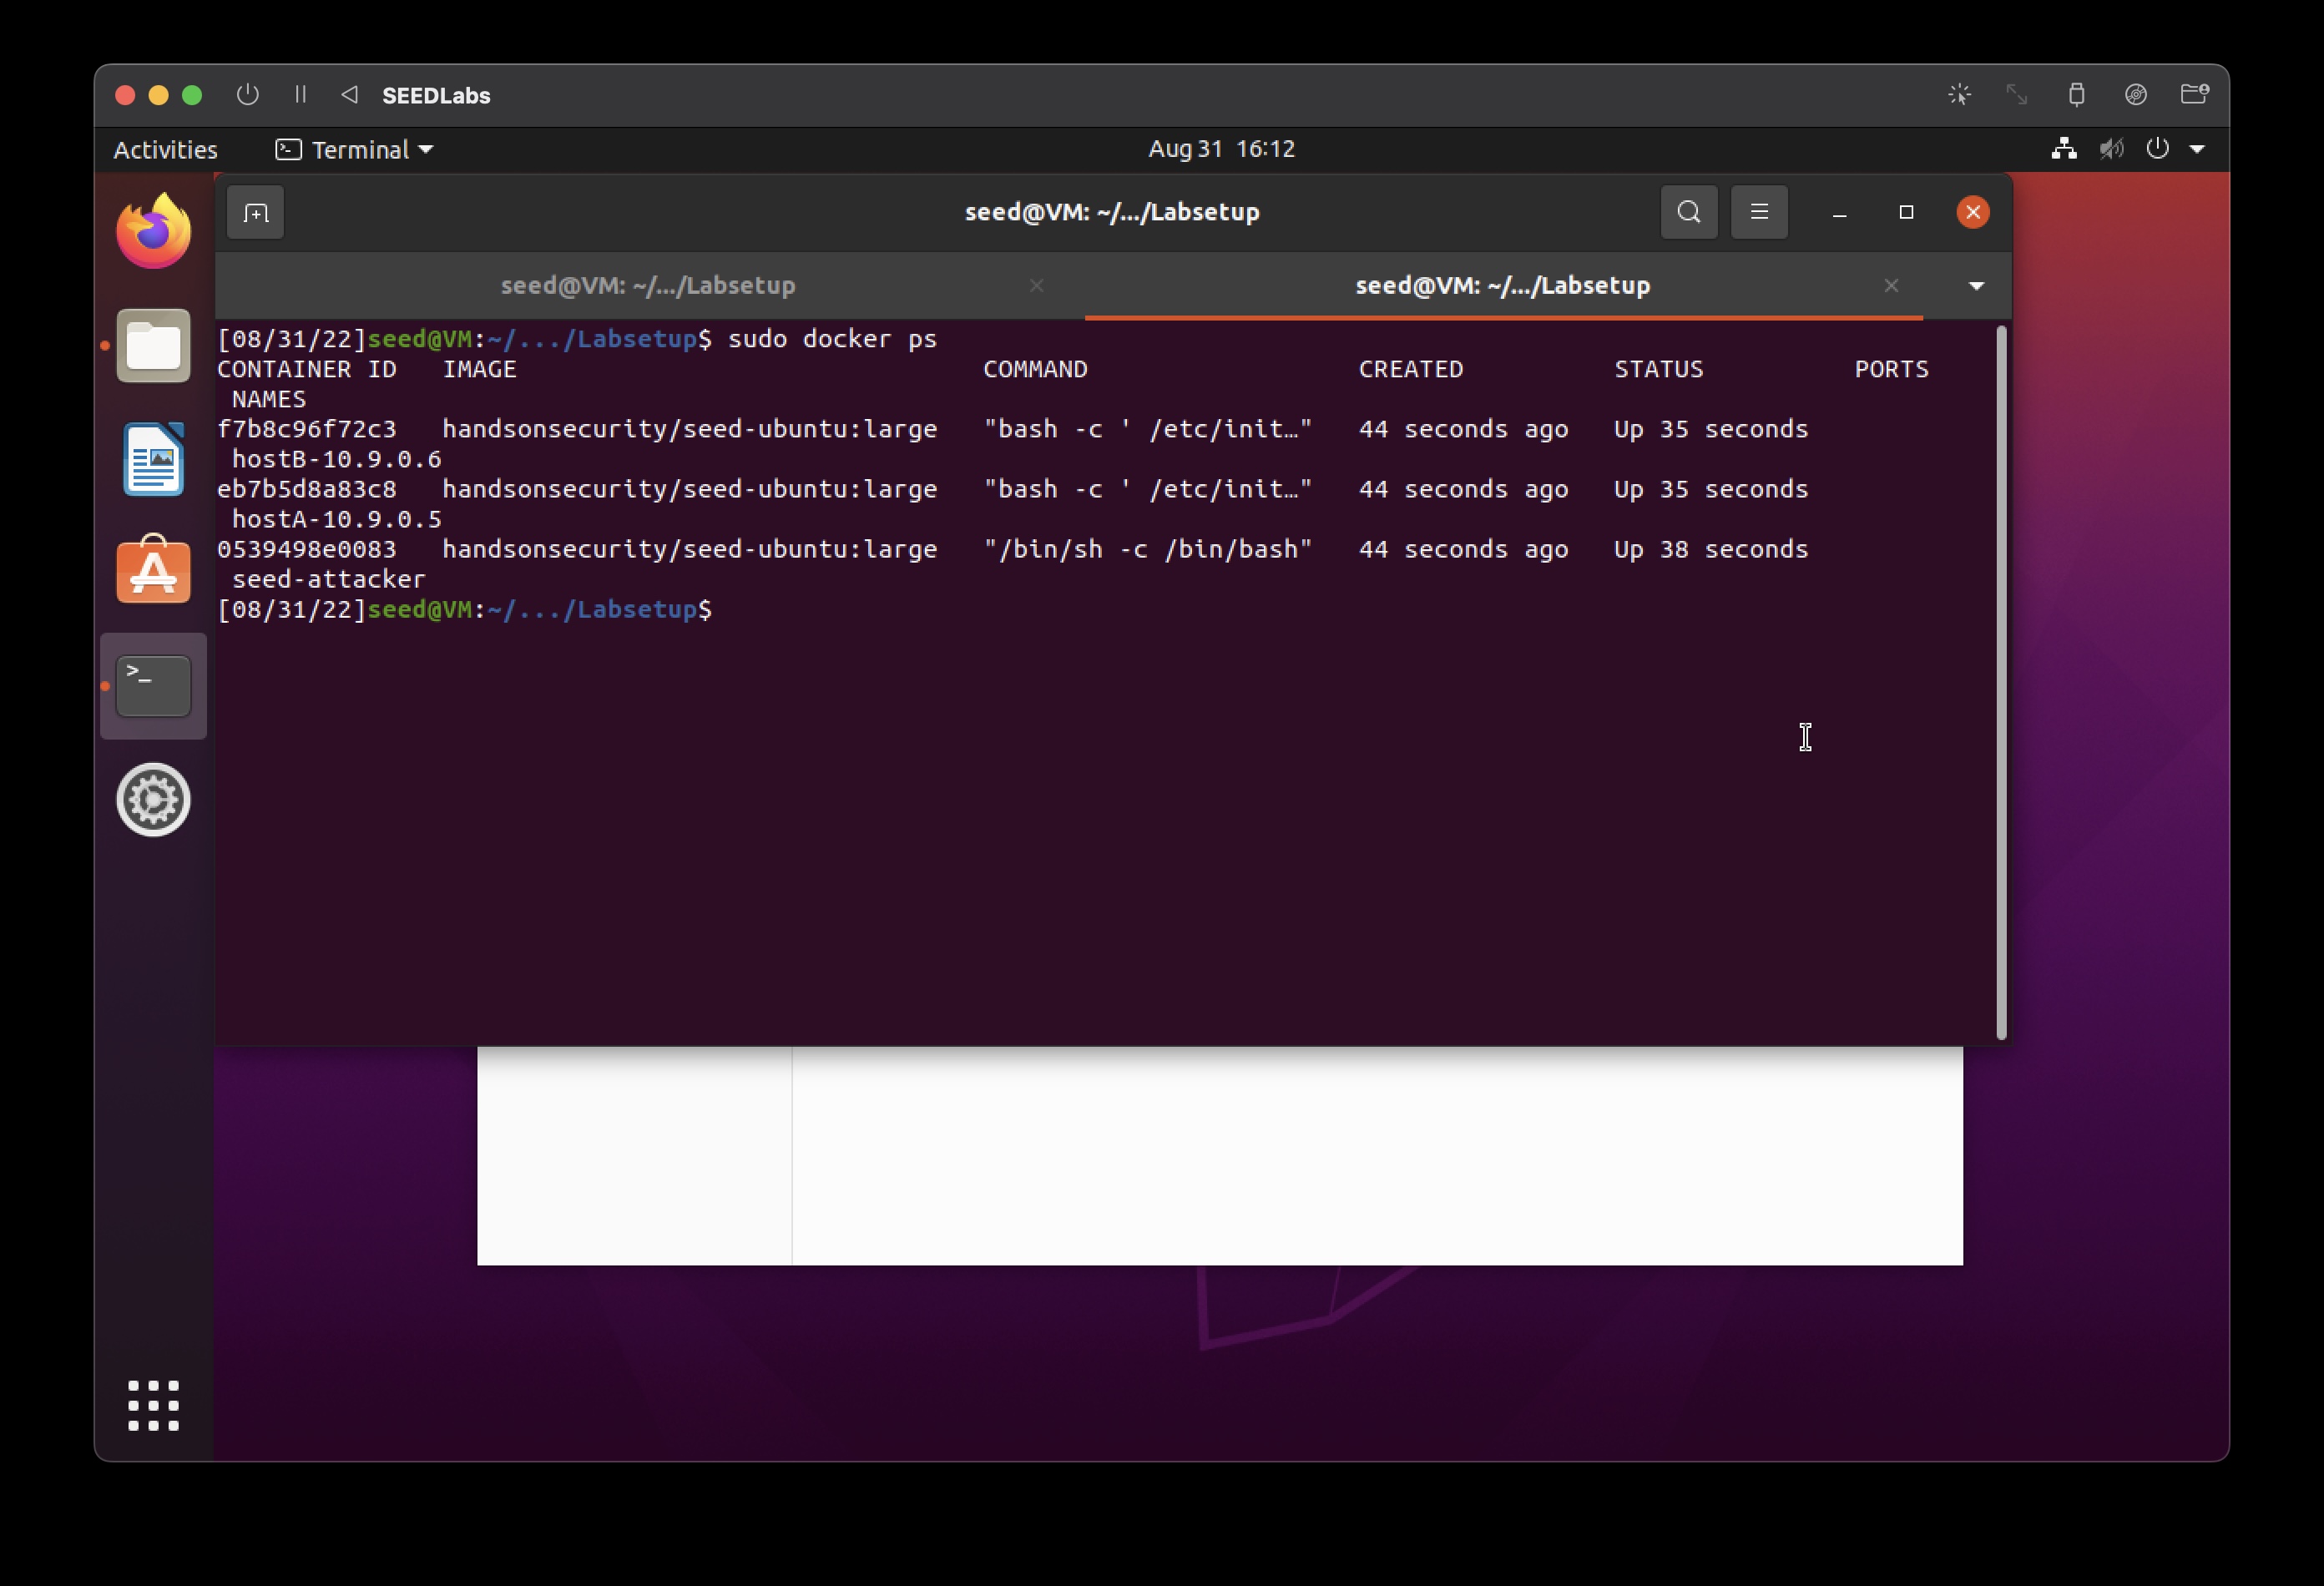 SEEDLabs
Activities
Terminal
Aug 31 16:12
seed@VM: ~/.../Labsetup
seed@VM: ~/.../Labsetup
seed@VM: ~/.../Labsetup
[08/31/22]seed@VM:~/.../Labsetup$ sudo docker ps
CONTAINER ID   IMAGE                               COMMAND                  CREATED          STATUS          PORTS
 NAMES
f7b8c96f72c3   handsonsecurity/seed-ubuntu:large   "bash -c ' /etc/init…"   44 seconds ago   Up 35 seconds
 hostB-10.9.0.6
eb7b5d8a83c8   handsonsecurity/seed-ubuntu:large   "bash -c ' /etc/init…"   44 seconds ago   Up 35 seconds
 hostA-10.9.0.5
0539498e0083   handsonsecurity/seed-ubuntu:large   "/bin/sh -c /bin/bash"   44 seconds ago   Up 38 seconds
 seed-attacker
[08/31/22]seed@VM:~/.../Labsetup$